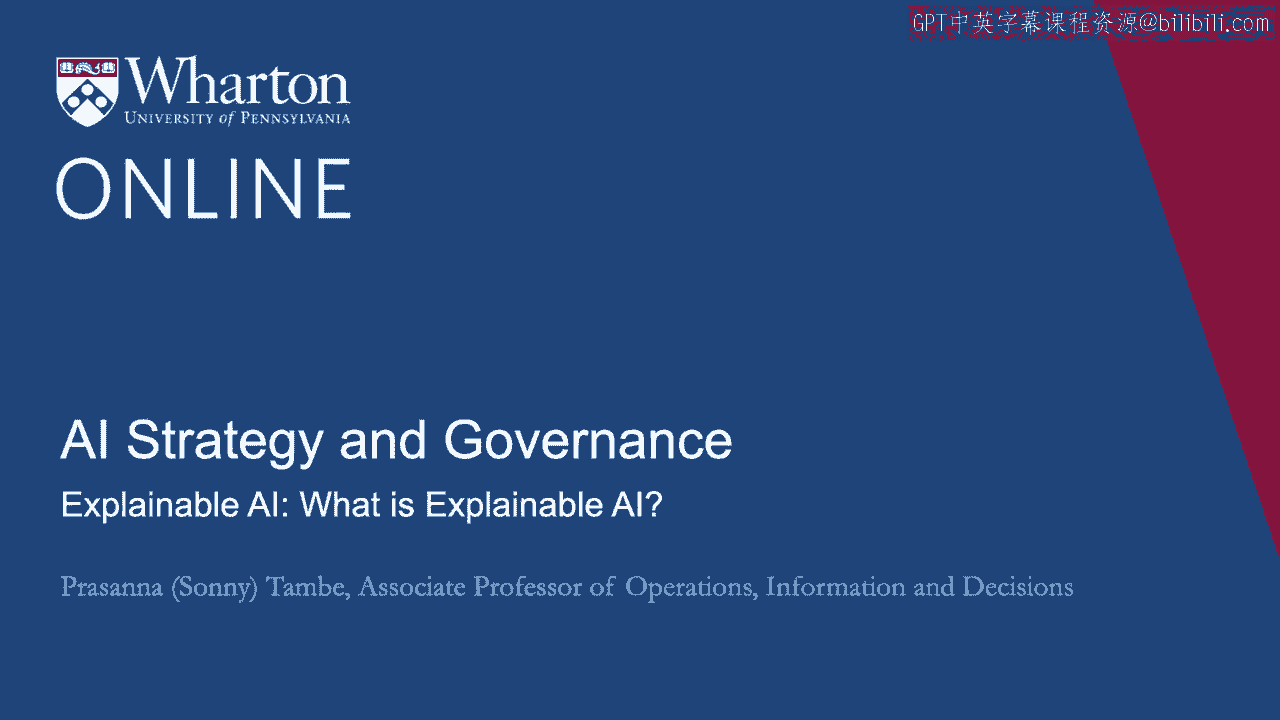 GPT中英字幕课程资源@bilibili.com
Wharton
UNIVERSITY of PENNSYLVANIA
ONLINE
AI Strategy and Governance
Explainable AI: What is Explainable AI?
Prasanna (Sonny) Tambe, Associate Professor of Operations, Information and Decisions